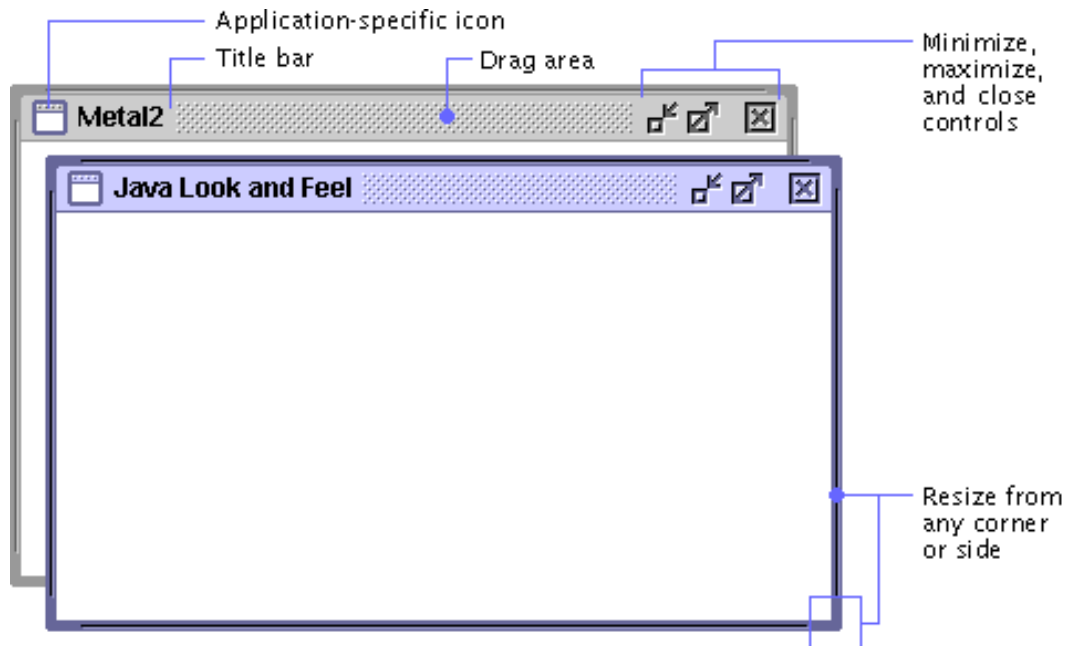 Application-specific icon
Title bar
Drag area
Minimize,
maximize,
and close
controls
Metal2
Java Look and Feel
Resize from
any corner
or side